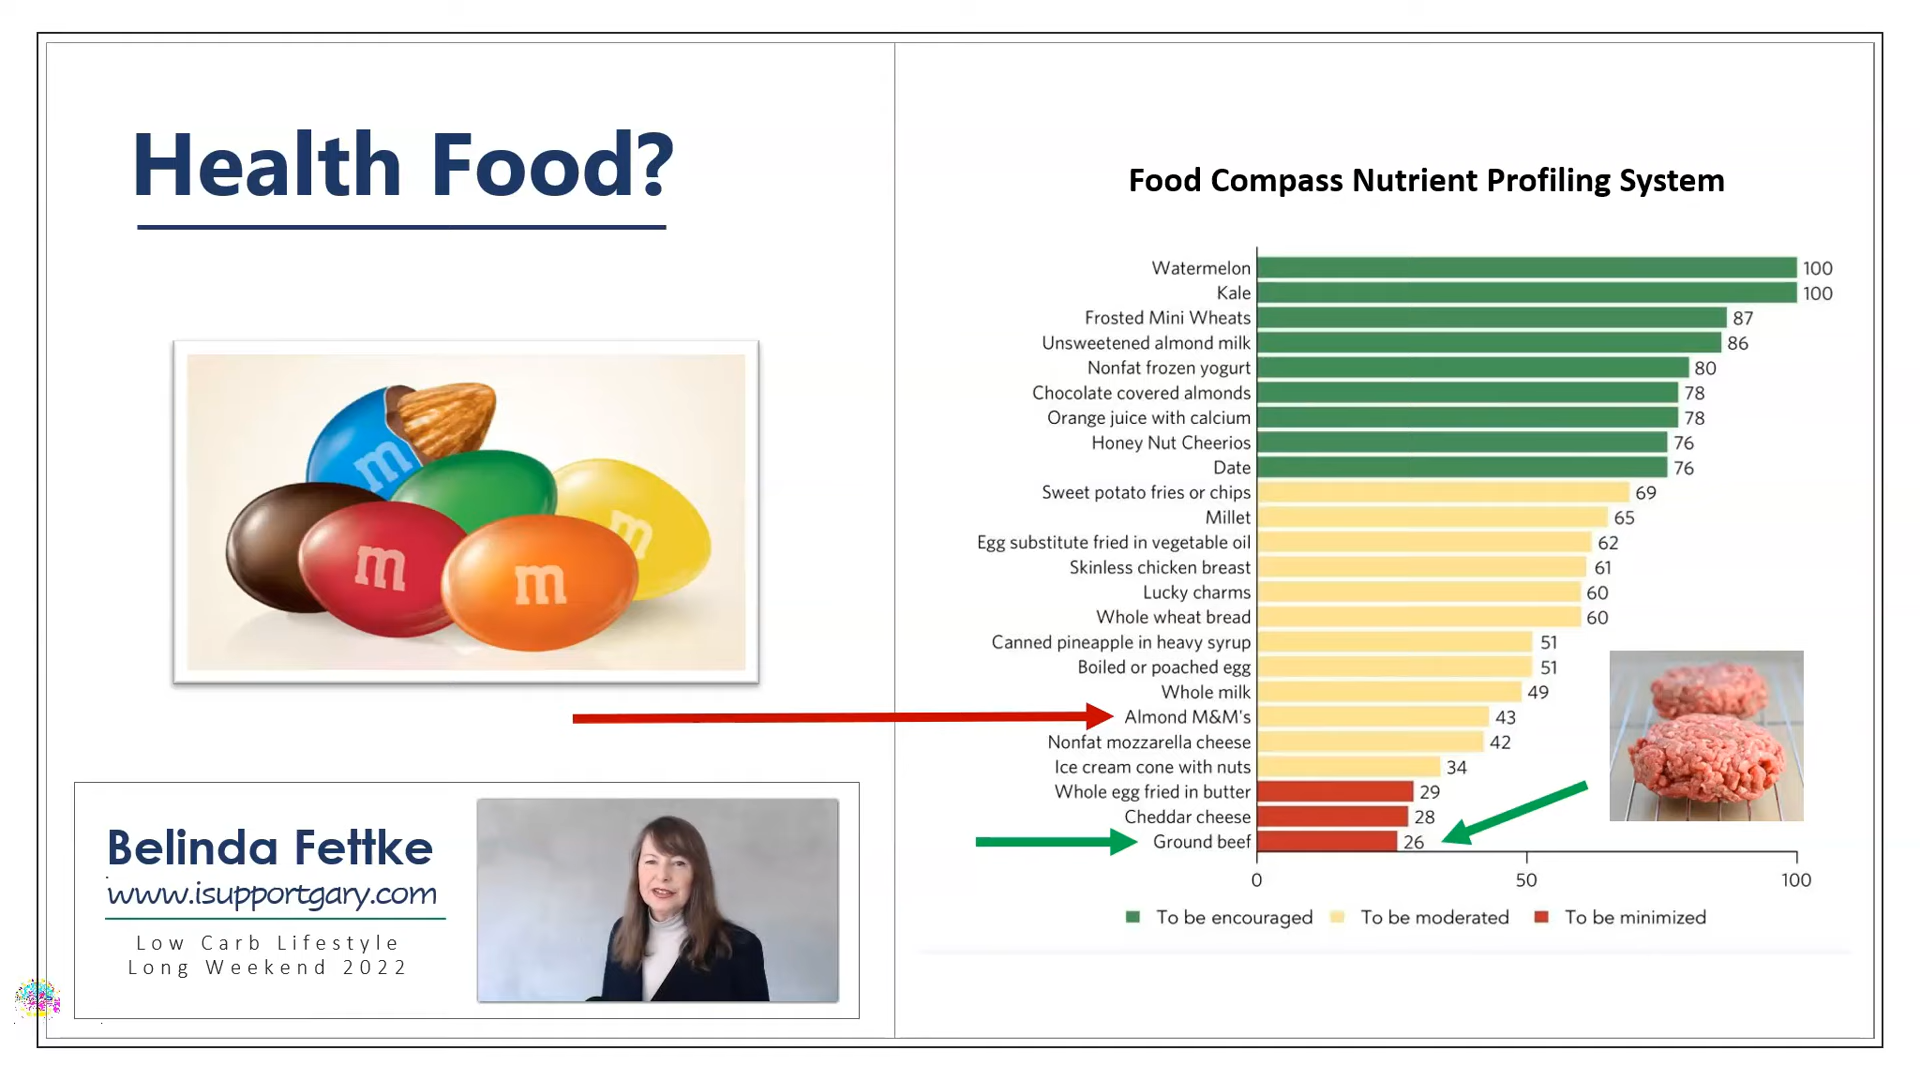 Health Food?
m
m
m
m
Belinda Fettke
www.isupportgary.com
Low Carb Lifestyle
Long Weekend 2022
Food Compass Nutrient Profiling System
Watermelon 100
Kale 100
Frosted Mini Wheats 87
Unsweetened almond milk 86
Nonfat frozen yogurt 80
Chocolate covered almonds 78
Orange juice with calcium 78
Honey Nut Cheerios 76
Date 76
Sweet potato fries or chips 69
Millet 65
Egg substitute fried in vegetable oil 62
Skinless chicken breast 61
Lucky charms 60
Whole wheat bread 60
Canned pineapple in heavy syrup 51
Boiled or poached egg 51
Whole milk 49
Almond M&M's 43
Nonfat mozzarella cheese 42
Ice cream cone with nuts 34
Whole egg fried in butter 29
Cheddar cheese 28
Ground beef 26
0 50 100
To be encouraged To be moderated To be minimized